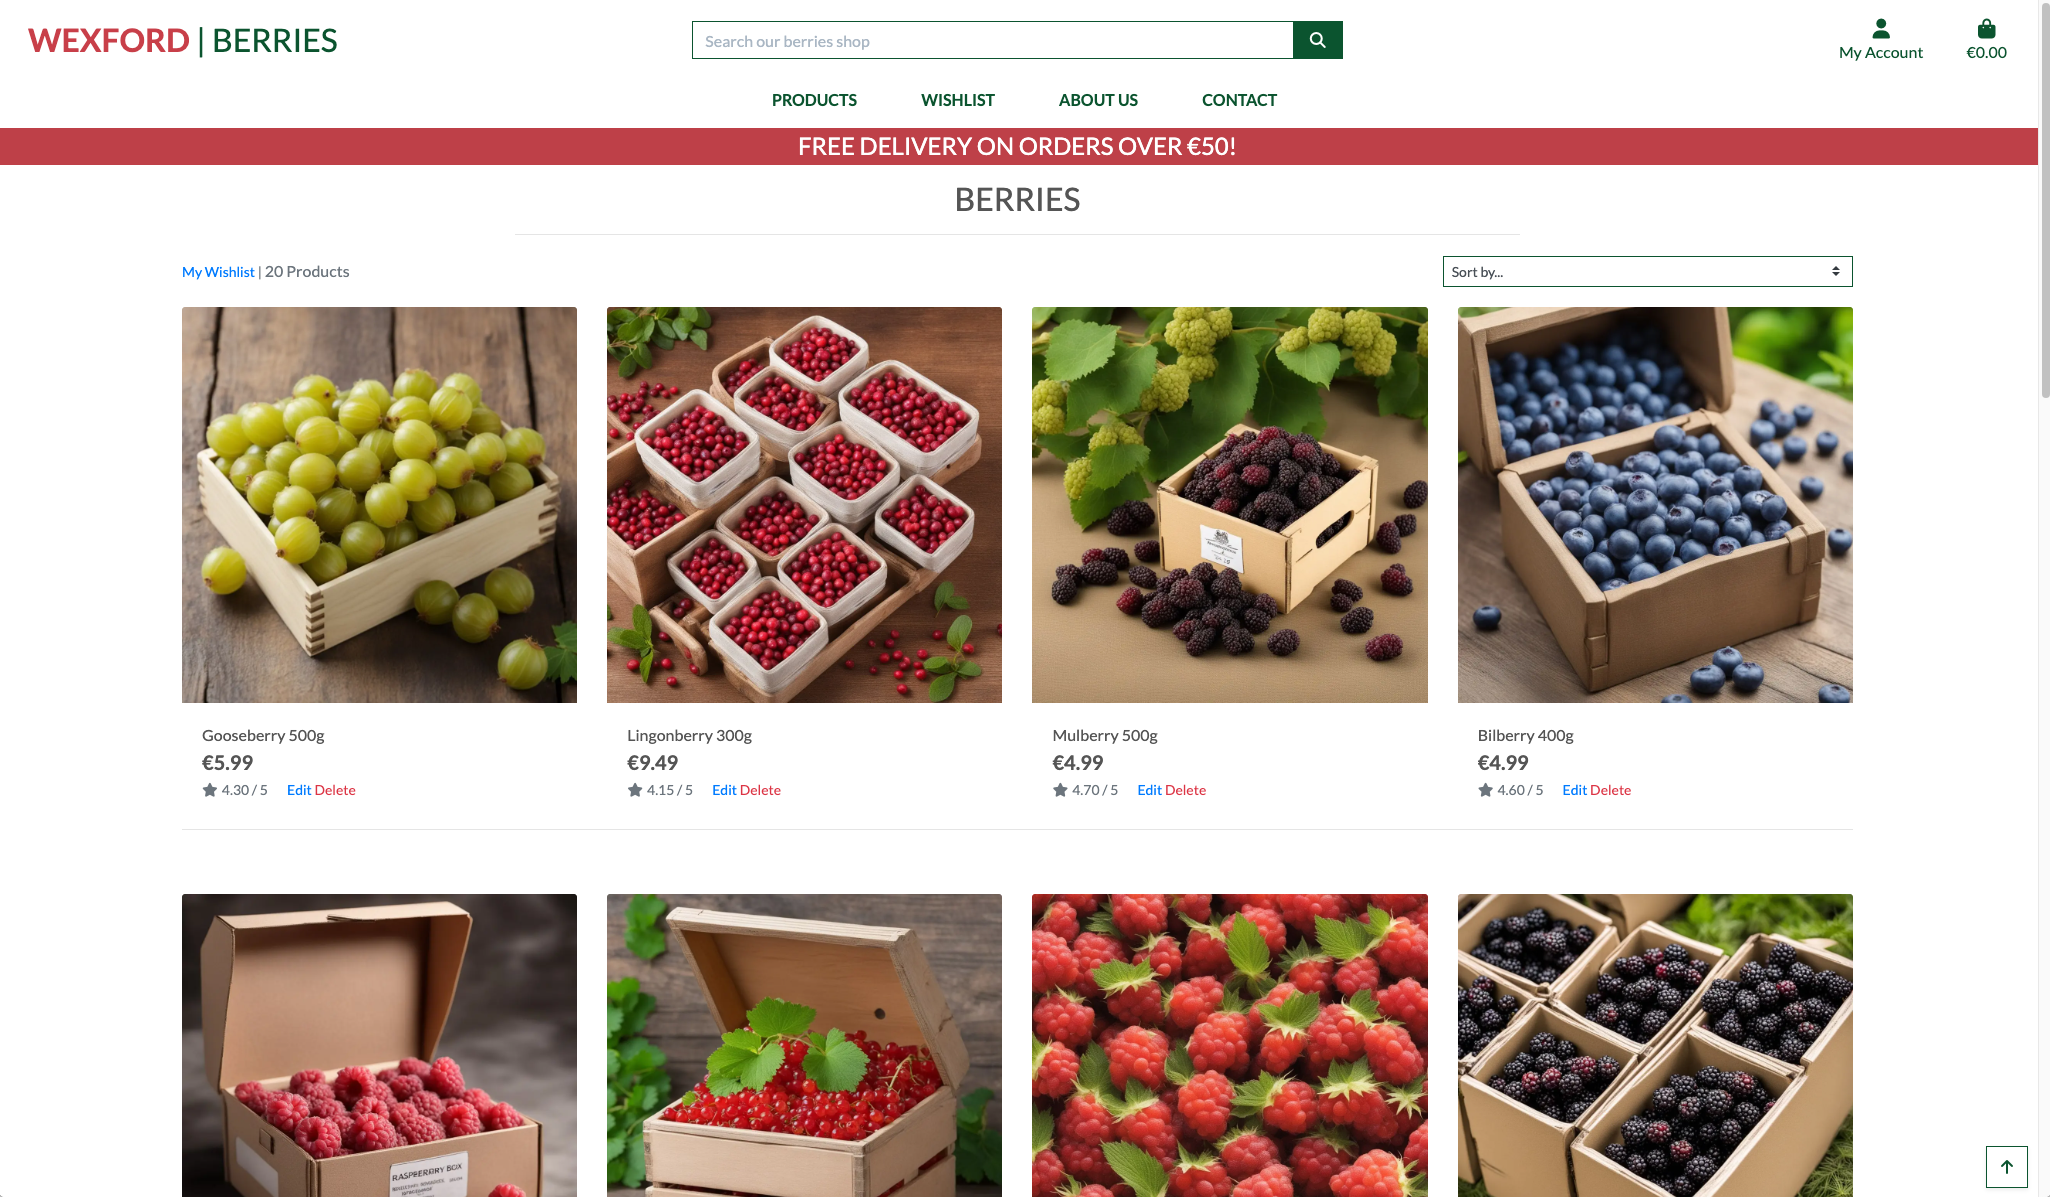 WEXFORD | BERRIES
Search our berries shop
My Account
€0.00
PRODUCTS WISHLIST ABOUT US CONTACT
FREE DELIVERY ON ORDERS OVER €50!
BERRIES
My Wishlist | 20 Products
Sort by...
Gooseberry 500g
€5.99
4.30 / 5 Edit Delete
Lingonberry 300g
€9.49
4.15 / 5 Edit Delete
Mulberry 500g
€4.99
4.70 / 5 Edit Delete
Bilberry 400g
€4.99
4.60 / 5 Edit Delete
RASPBERRY BOX